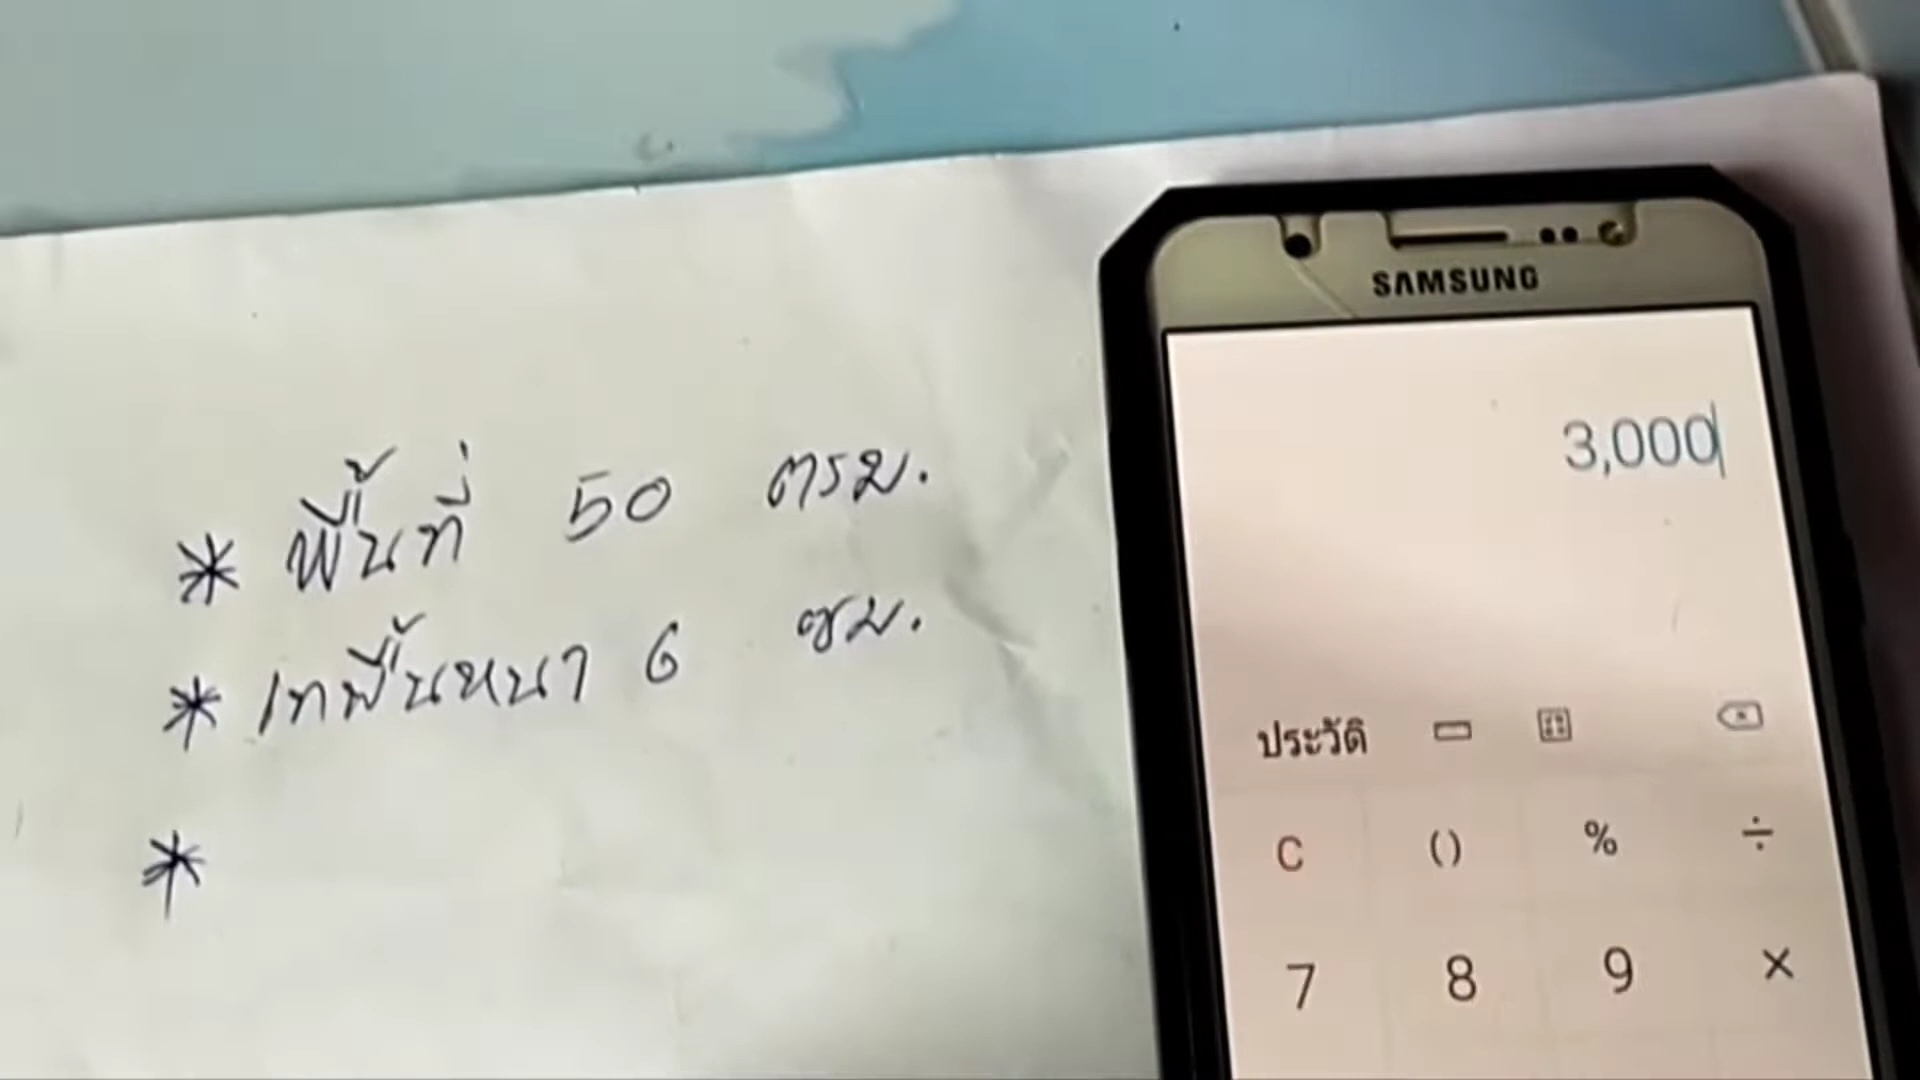 * พื้นที่ 50 ตรม.
* เทพื้นหนา 6 ซม.
*
SAMSUNG
3,000
ประวัติ
C () % ÷
7 8 9 ×